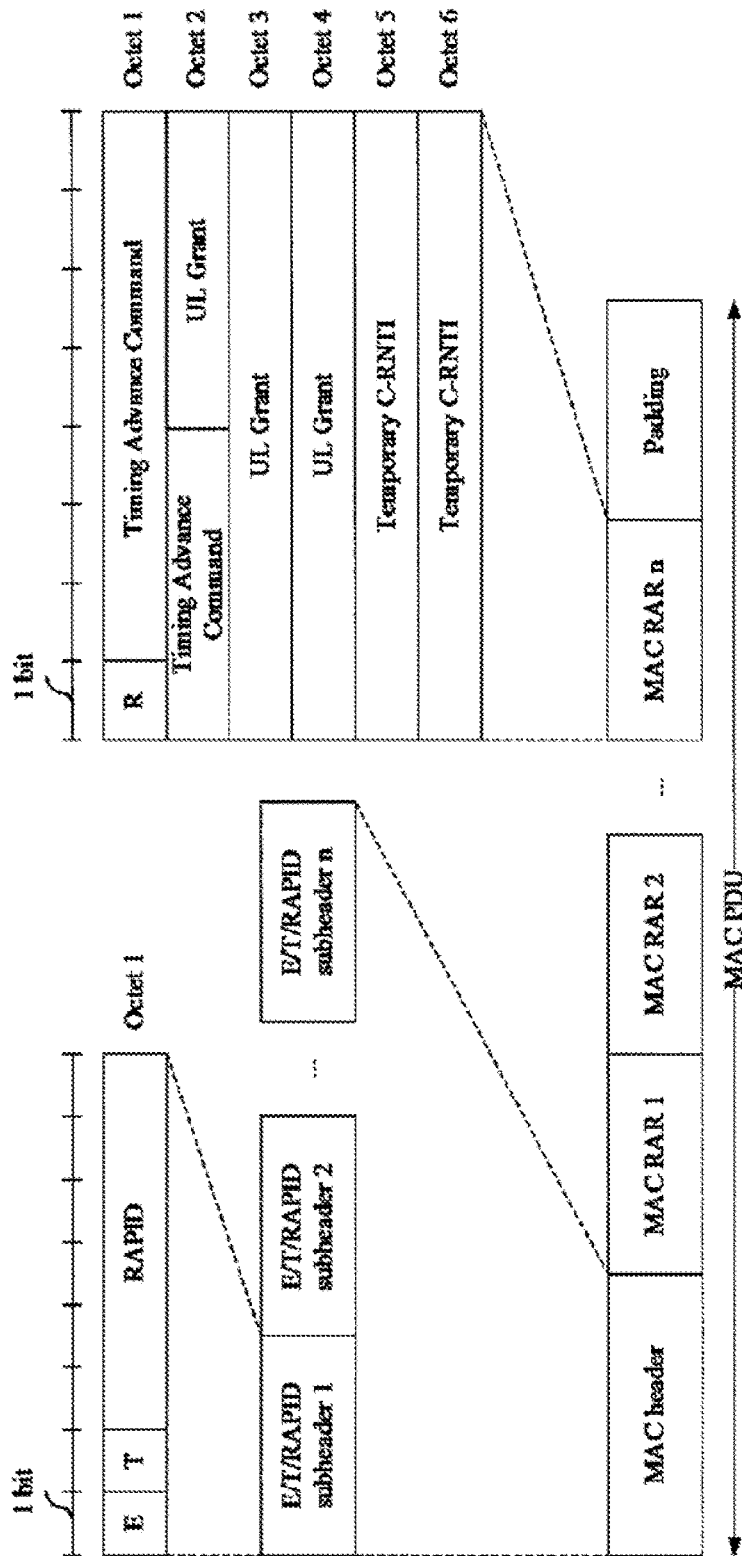 1 bit
E
T
RAPID
Octet 1
E/T/RAPID
subheader 1
E/T/RAPID
subheader 2
...
E/T/RAPID
subheader n
1 bit
R
Timing Advance Command
Octet 1
Timing Advance
Command
UL Grant
Octet 2
UL Grant
Octet 3
UL Grant
Octet 4
Temporary C-RNTI
Octet 5
Temporary C-RNTI
Octet 6
MAC header
MAC RAR 1
MAC RAR 2
...
MAC RAR n
Padding
MAC PDU